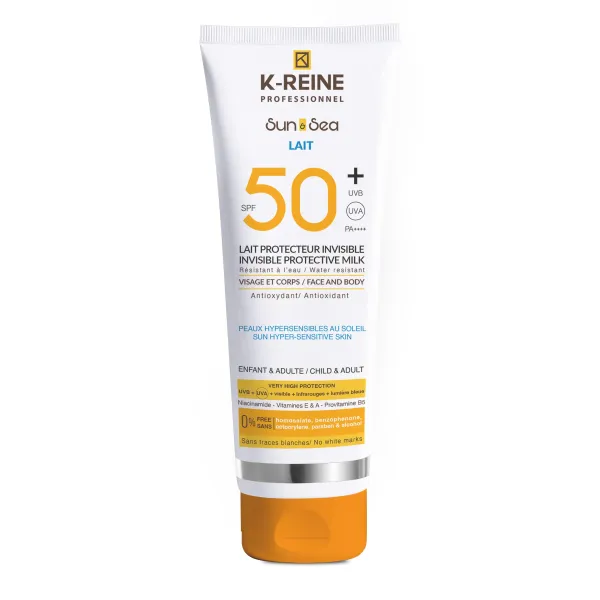 K-REINE
PROFESSIONNEL
Sun & Sea
LAIT
SPF 50+
UVB
UVA
PA++++
LAIT PROTECTEUR INVISIBLE
INVISIBLE PROTECTIVE MILK
Résistant à l'eau / Water resistant
VISAGE ET CORPS / FACE AND BODY
Antioxydant/ Antioxidant
PEAUX HYPERSENSIBLES AU SOLEIL
SUN HYPER-SENSITIVE SKIN
ENFANT & ADULTE / CHILD & ADULT
VERY HIGH PROTECTION
UVB + UVA + visible + Infrarouges + lumière bleue
Niacinamide - Vitamines E & A - Provitamine B5
0% FREE SANS
benzophenone,
paraben & alcohol
Sans traces blanches/ No white marks